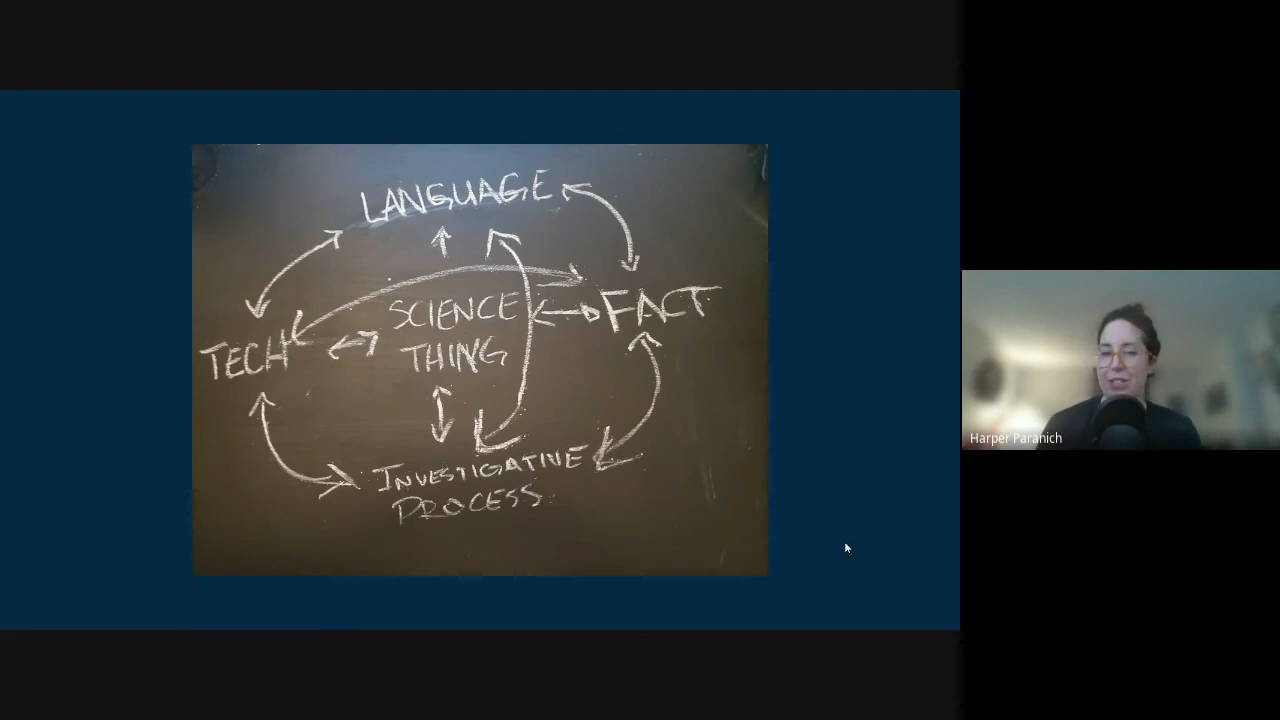 LANGUAGE
SCIENCE
THING
FACT
TECH
INVESTIGATIVE
PROCESS
Harper Paranich